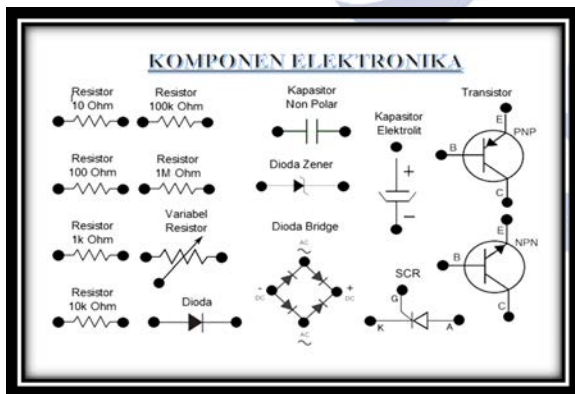 KOMPONEN ELEKTRONIKA
Resistor
10 Ohm
Resistor
100k Ohm
Kapasitor
Non Polar
Kapasitor
Elektrolit
+
−
Transistor
E
PNP
B
C
Resistor
100 Ohm
Resistor
1M Ohm
Dioda Zener
Resistor
1k Ohm
Variabel
Resistor
Dioda Bridge
AC
-
DC
+
DC
AC
E
NPN
B
C
SCR
G
K
A
Resistor
10k Ohm
Dioda